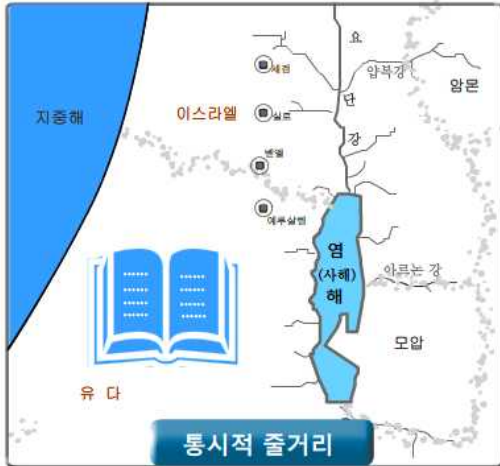 요
단
강
세겜
얍복강
암몬
지중해
이스라엘
실로
벧엘
예루살렘
염
(사해)
해
아르논 강
모압
유 다
통시적 줄거리